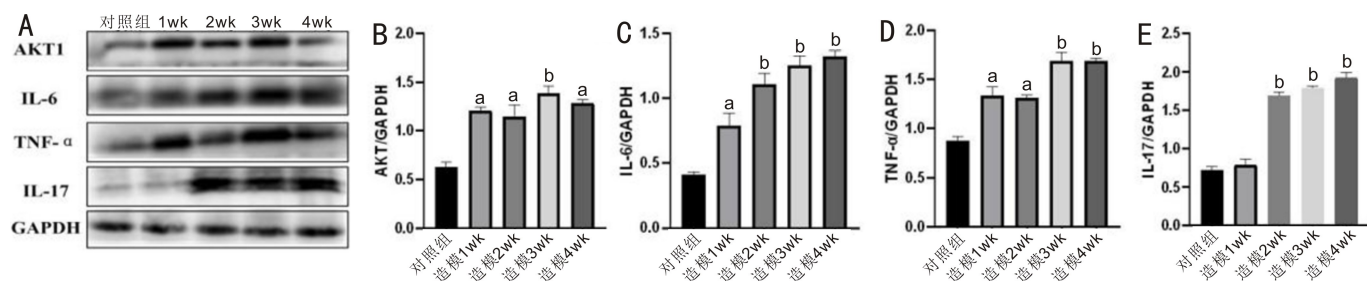 A
对照组 1wk 2wk 3wk 4wk
AKT1
IL-6
TNF-α
IL-17
GAPDH
B
AKT/GAPDH
2.0
1.5
1.0
0.5
0.0
a
a
b
a
对照组
造模1wk
造模2wk
造模3wk
造模4wk
C
IL-6/GAPDH
1.5
1.0
0.5
0.0
a
b
b
b
对照组
造模1wk
造模2wk
造模3wk
造模4wk
D
TNF-α/GAPDH
2.0
1.5
1.0
0.5
0.0
a
a
b
b
对照组
造模1wk
造模2wk
造模3wk
造模4wk
E
IL-17/GAPDH
2.5
2.0
1.5
1.0
0.5
0.0
b
b
b
对照组
造模1wk
造模2wk
造模3wk
造模4wk